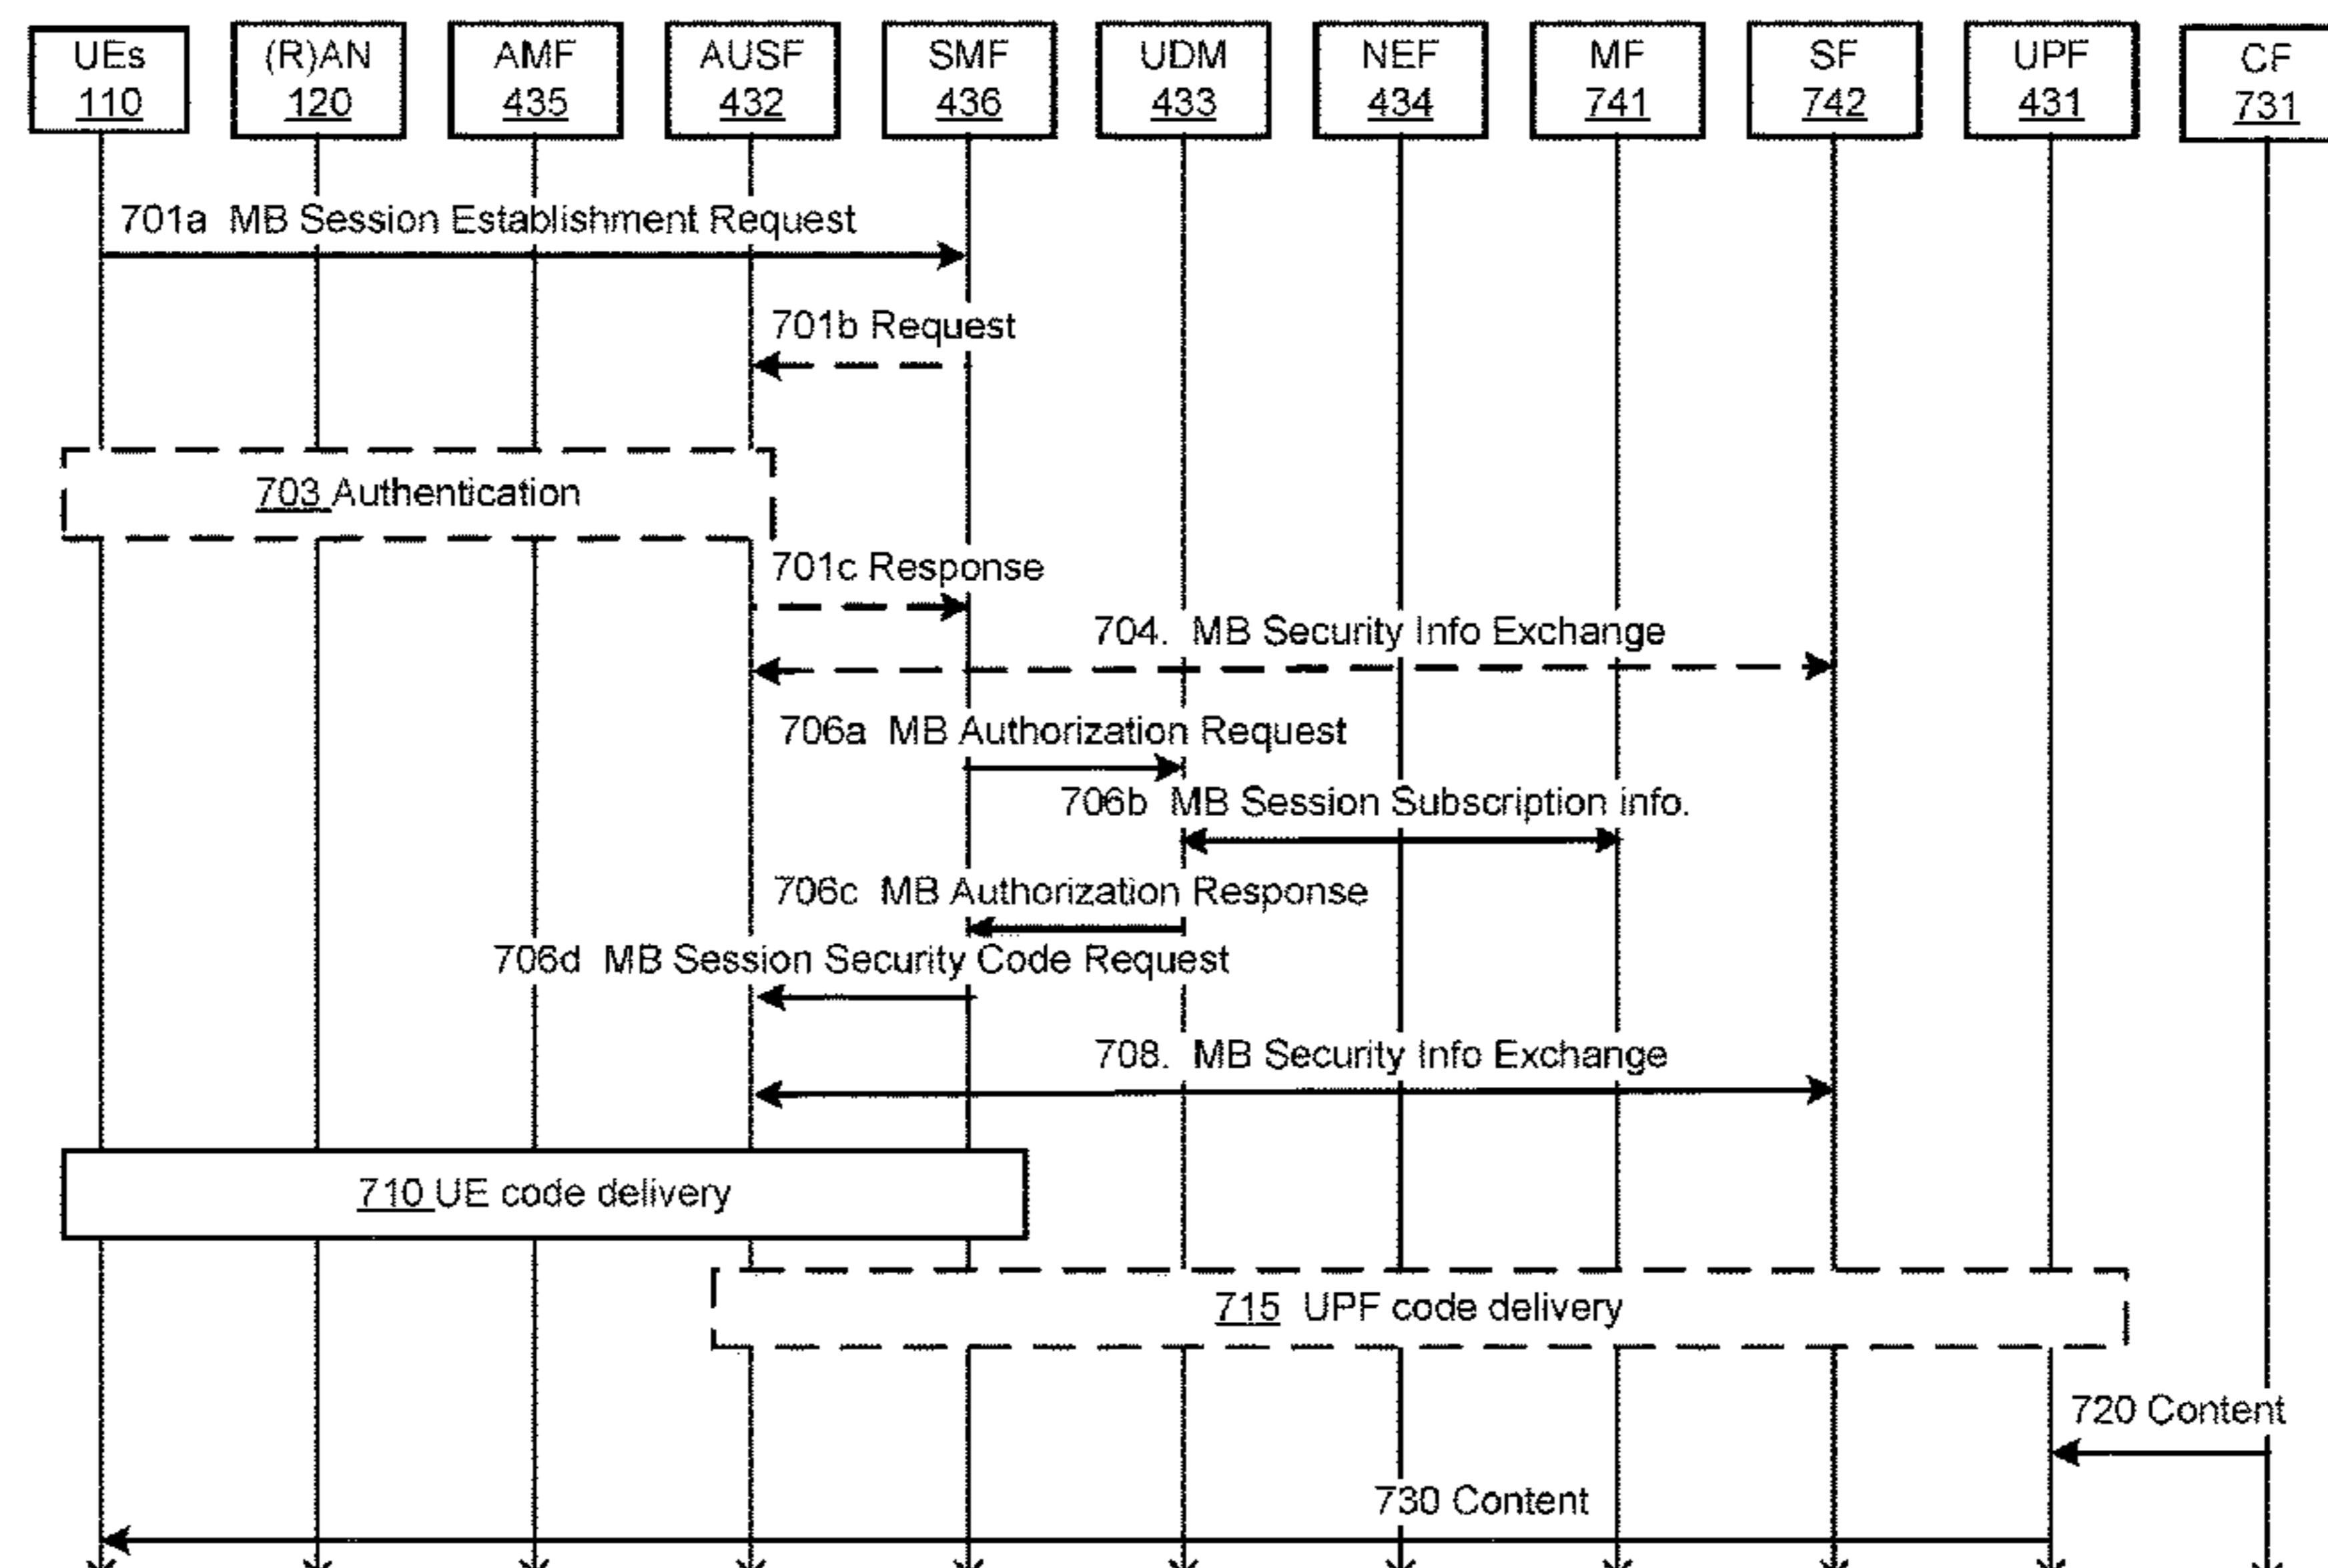 UEs
110
(R)AN
120
AMF
435
AUSF
432
SMF
436
UDM
433
NEF
434
MF
741
SF
742
UPF
431
CF
731
701a MB Session Establishment Request
701b Request
703 Authentication
701c Response
704. MB Security Info Exchange
706a MB Authorization Request
706b MB Session Subscription info.
706c MB Authorization Response
706d MB Session Security Code Request
708. MB Security Info Exchange
710 UE code delivery
715 UPF code delivery
720 Content
730 Content